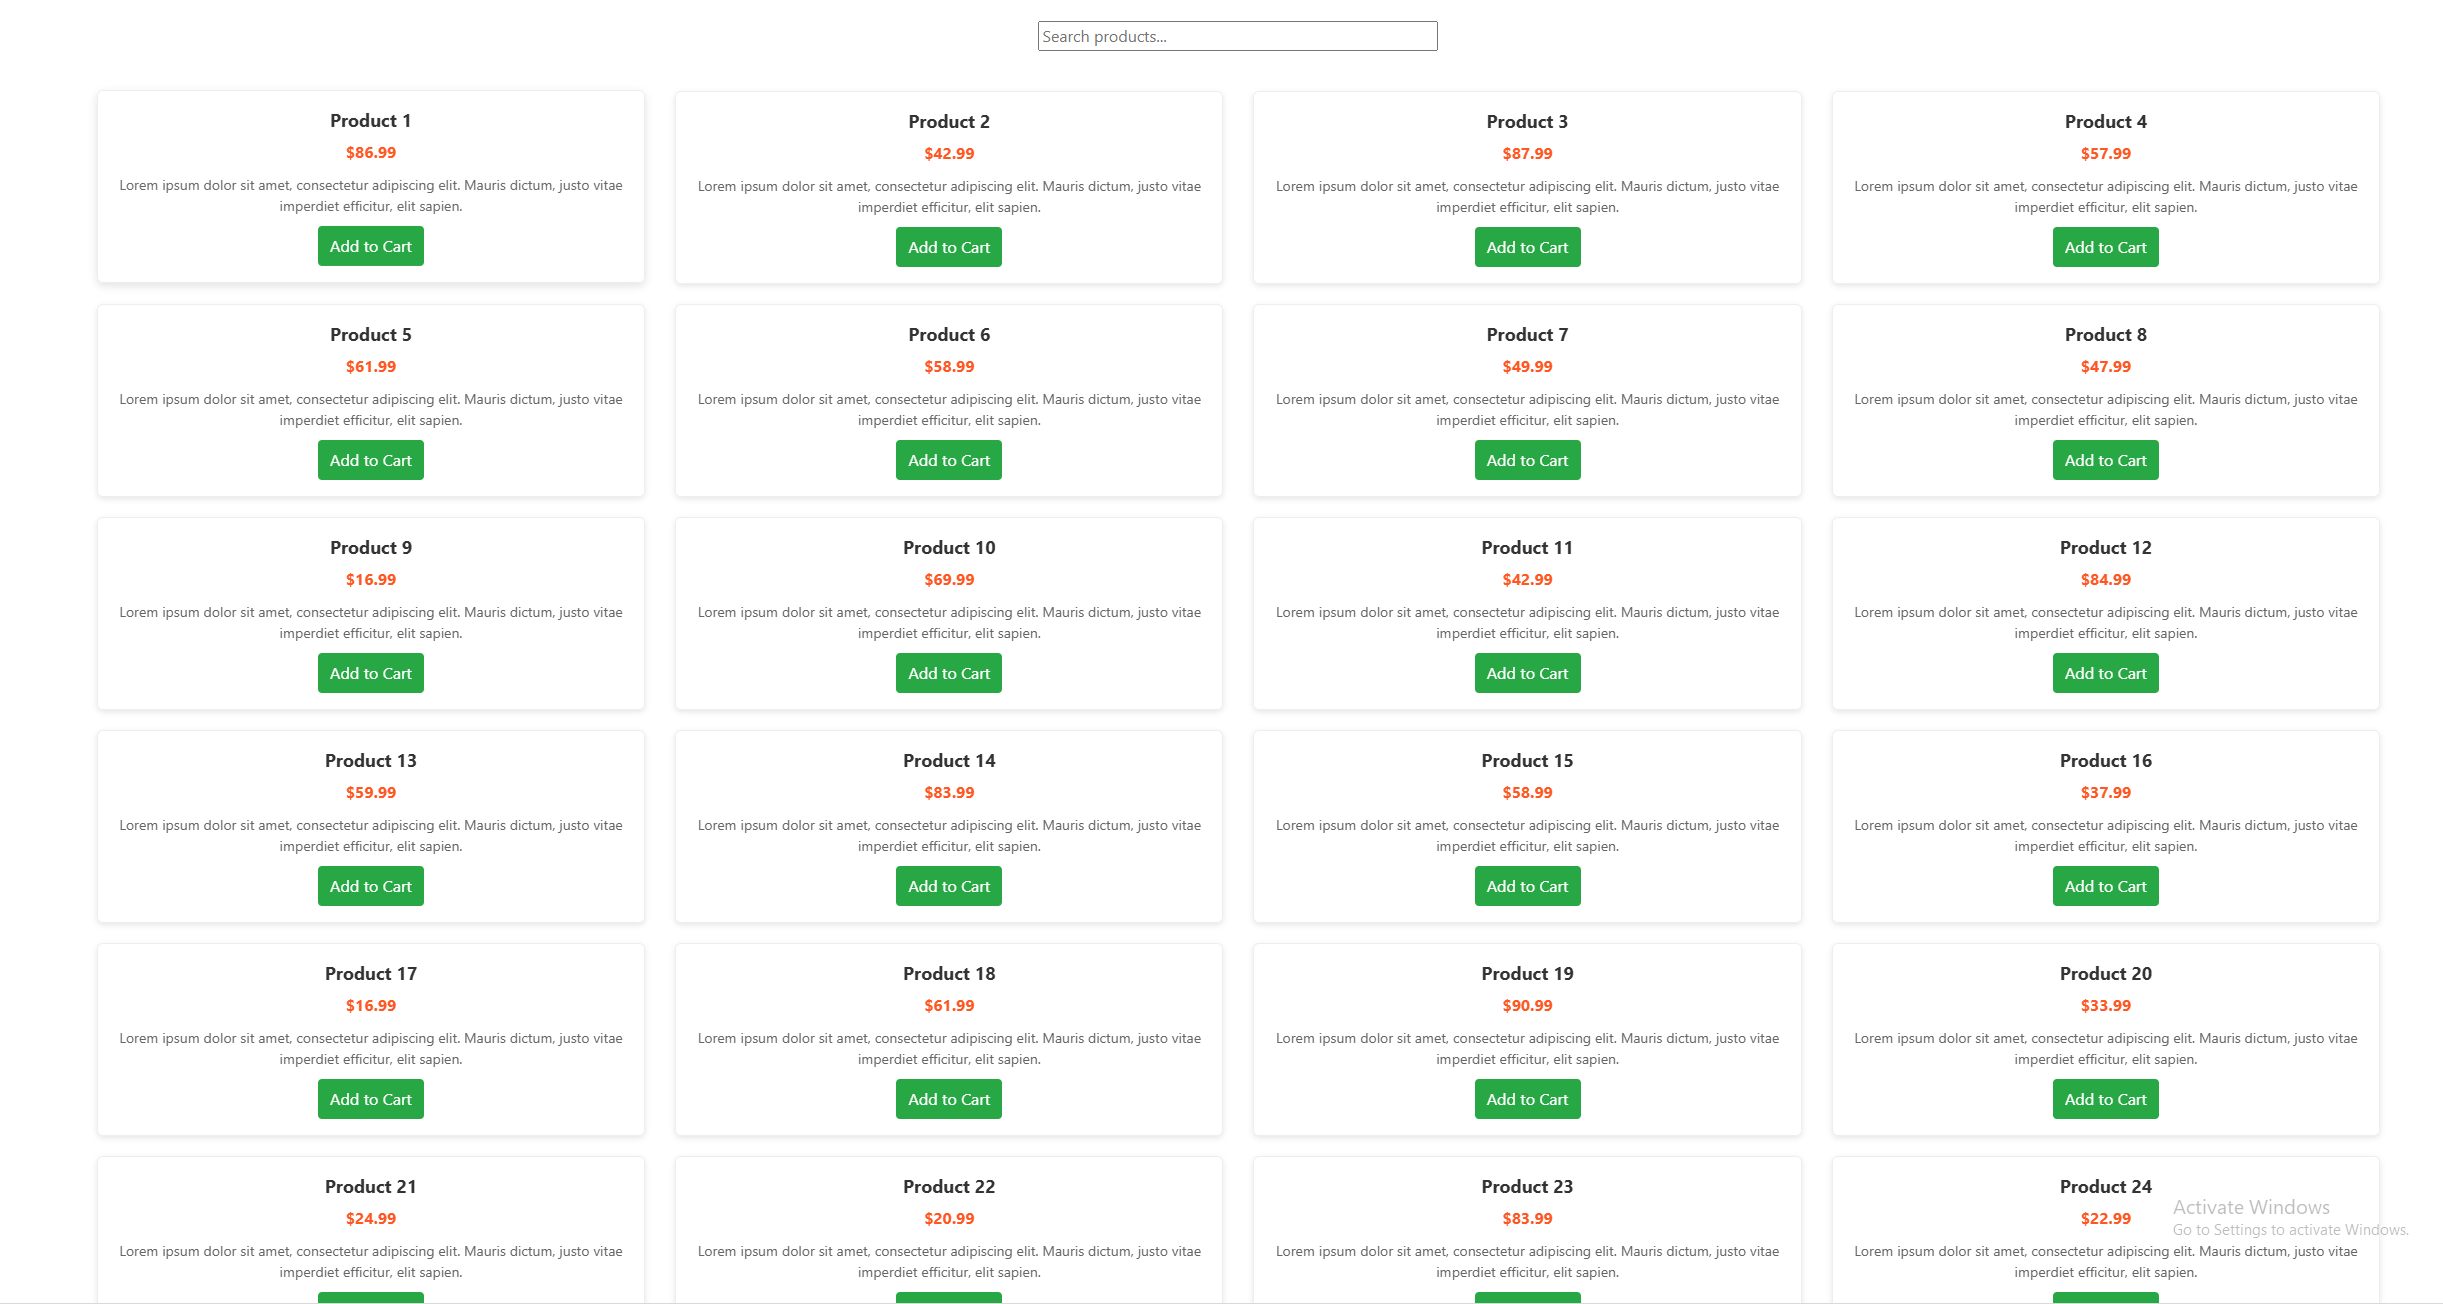 Search products...
Product 1
$86.99
Lorem ipsum dolor sit amet, consectetur adipiscing elit. Mauris dictum, justo vitae
imperdiet efficitur, elit sapien.
Add to Cart
Product 2
$42.99
Lorem ipsum dolor sit amet, consectetur adipiscing elit. Mauris dictum, justo vitae
imperdiet efficitur, elit sapien.
Add to Cart
Product 3
$87.99
Lorem ipsum dolor sit amet, consectetur adipiscing elit. Mauris dictum, justo vitae
imperdiet efficitur, elit sapien.
Add to Cart
Product 4
$57.99
Lorem ipsum dolor sit amet, consectetur adipiscing elit. Mauris dictum, justo vitae
imperdiet efficitur, elit sapien.
Add to Cart
Product 5
$61.99
Lorem ipsum dolor sit amet, consectetur adipiscing elit. Mauris dictum, justo vitae
imperdiet efficitur, elit sapien.
Add to Cart
Product 6
$58.99
Lorem ipsum dolor sit amet, consectetur adipiscing elit. Mauris dictum, justo vitae
imperdiet efficitur, elit sapien.
Add to Cart
Product 7
$49.99
Lorem ipsum dolor sit amet, consectetur adipiscing elit. Mauris dictum, justo vitae
imperdiet efficitur, elit sapien.
Add to Cart
Product 8
$47.99
Lorem ipsum dolor sit amet, consectetur adipiscing elit. Mauris dictum, justo vitae
imperdiet efficitur, elit sapien.
Add to Cart
Product 9
$16.99
Lorem ipsum dolor sit amet, consectetur adipiscing elit. Mauris dictum, justo vitae
imperdiet efficitur, elit sapien.
Add to Cart
Product 10
$69.99
Lorem ipsum dolor sit amet, consectetur adipiscing elit. Mauris dictum, justo vitae
imperdiet efficitur, elit sapien.
Add to Cart
Product 11
$42.99
Lorem ipsum dolor sit amet, consectetur adipiscing elit. Mauris dictum, justo vitae
imperdiet efficitur, elit sapien.
Add to Cart
Product 12
$84.99
Lorem ipsum dolor sit amet, consectetur adipiscing elit. Mauris dictum, justo vitae
imperdiet efficitur, elit sapien.
Add to Cart
Product 13
$59.99
Lorem ipsum dolor sit amet, consectetur adipiscing elit. Mauris dictum, justo vitae
imperdiet efficitur, elit sapien.
Add to Cart
Product 14
$83.99
Lorem ipsum dolor sit amet, consectetur adipiscing elit. Mauris dictum, justo vitae
imperdiet efficitur, elit sapien.
Add to Cart
Product 15
$58.99
Lorem ipsum dolor sit amet, consectetur adipiscing elit. Mauris dictum, justo vitae
imperdiet efficitur, elit sapien.
Add to Cart
Product 16
$37.99
Lorem ipsum dolor sit amet, consectetur adipiscing elit. Mauris dictum, justo vitae
imperdiet efficitur, elit sapien.
Add to Cart
Product 17
$16.99
Lorem ipsum dolor sit amet, consectetur adipiscing elit. Mauris dictum, justo vitae
imperdiet efficitur, elit sapien.
Add to Cart
Product 18
$61.99
Lorem ipsum dolor sit amet, consectetur adipiscing elit. Mauris dictum, justo vitae
imperdiet efficitur, elit sapien.
Add to Cart
Product 19
$90.99
Lorem ipsum dolor sit amet, consectetur adipiscing elit. Mauris dictum, justo vitae
imperdiet efficitur, elit sapien.
Add to Cart
Product 20
$33.99
Lorem ipsum dolor sit amet, consectetur adipiscing elit. Mauris dictum, justo vitae
imperdiet efficitur, elit sapien.
Add to Cart
Product 21
$24.99
Lorem ipsum dolor sit amet, consectetur adipiscing elit. Mauris dictum, justo vitae
imperdiet efficitur, elit sapien.
Product 22
$20.99
Lorem ipsum dolor sit amet, consectetur adipiscing elit. Mauris dictum, justo vitae
imperdiet efficitur, elit sapien.
Product 23
$83.99
Lorem ipsum dolor sit amet, consectetur adipiscing elit. Mauris dictum, justo vitae
imperdiet efficitur, elit sapien.
Product 24
$22.99
Lorem ipsum dolor sit amet, consectetur adipiscing elit. Mauris dictum, justo vitae
imperdiet efficitur, elit sapien.
Activate Windows
Go to Settings to activate Windows.